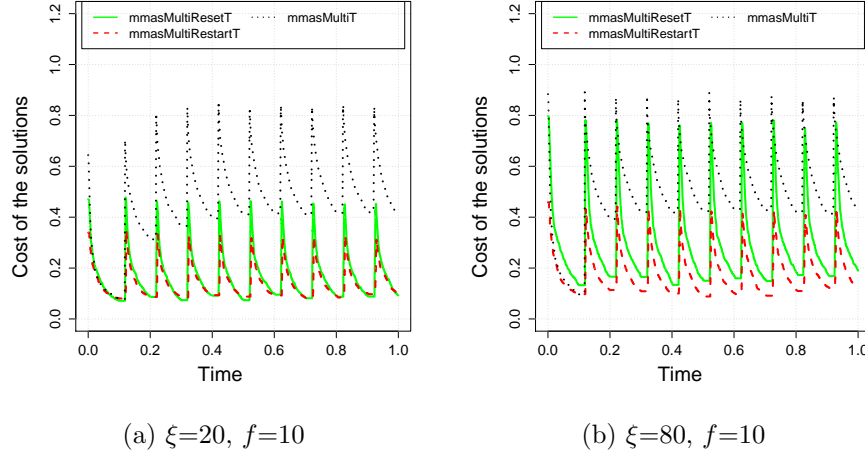 mmasMultiResetT mmasMultiT
mmasMultiRestartT
Cost of the solutions
0.0 0.2 0.4 0.6 0.8 1.0 1.2
0.0 0.2 0.4 0.6 0.8 1.0
Time
(a) ξ=20, f=10
mmasMultiResetT mmasMultiT
mmasMultiRestartT
Cost of the solutions
0.0 0.2 0.4 0.6 0.8 1.0 1.2
0.0 0.2 0.4 0.6 0.8 1.0
Time
(b) ξ=80, f=10